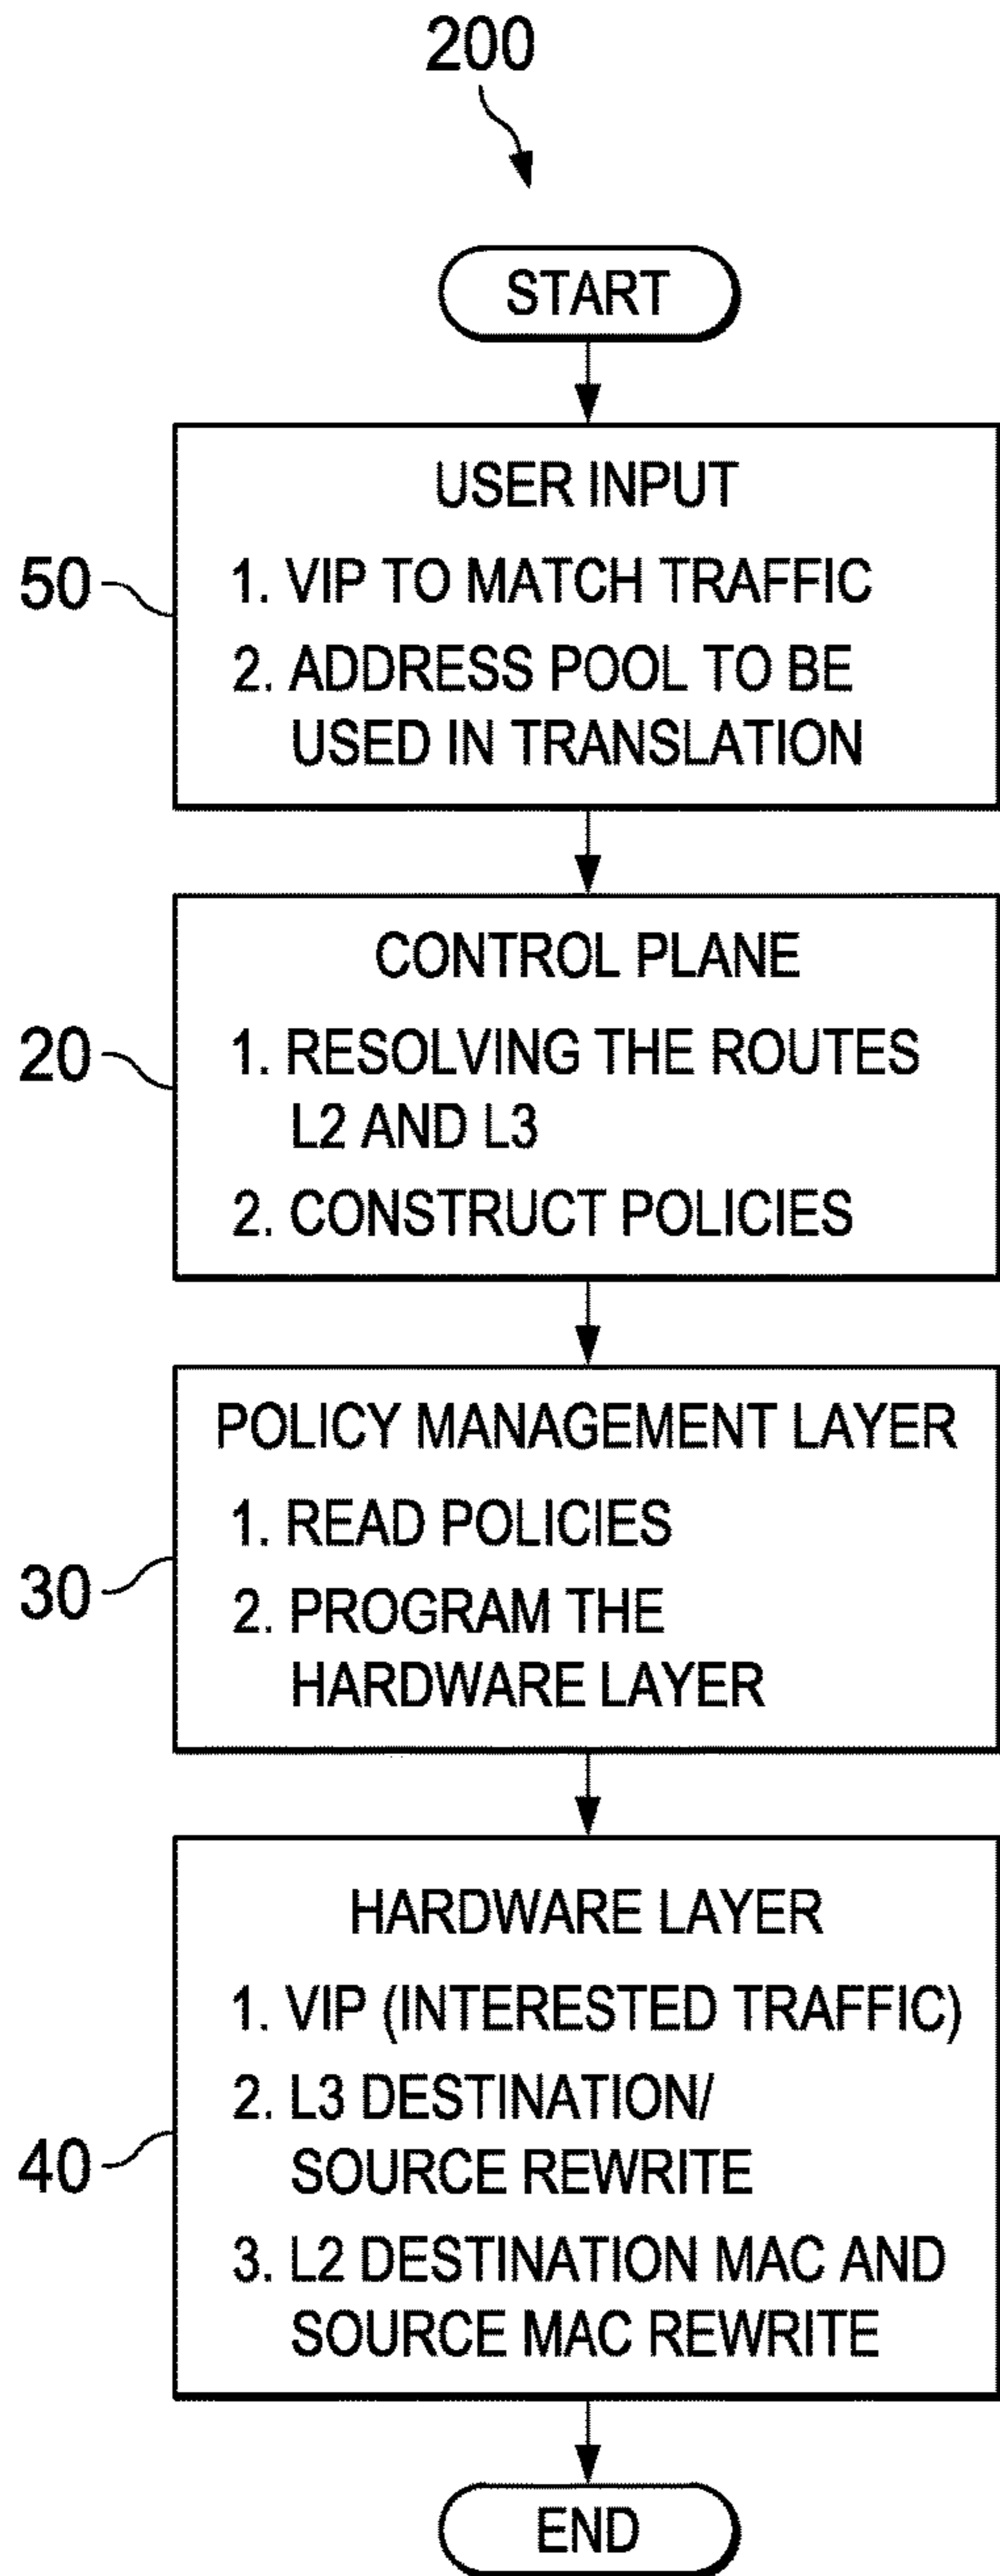 200
START
USER INPUT
50
1. VIP TO MATCH TRAFFIC
2. ADDRESS POOL TO BE
USED IN TRANSLATION
CONTROL PLANE
20
1. RESOLVING THE ROUTES
L2 AND L3
2. CONSTRUCT POLICIES
POLICY MANAGEMENT LAYER
1. READ POLICIES
30
2. PROGRAM THE
HARDWARE LAYER
HARDWARE LAYER
1. VIP (INTERESTED TRAFFIC)
2. L3 DESTINATION/
SOURCE REWRITE
40
3. L2 DESTINATION MAC AND
SOURCE MAC REWRITE
END